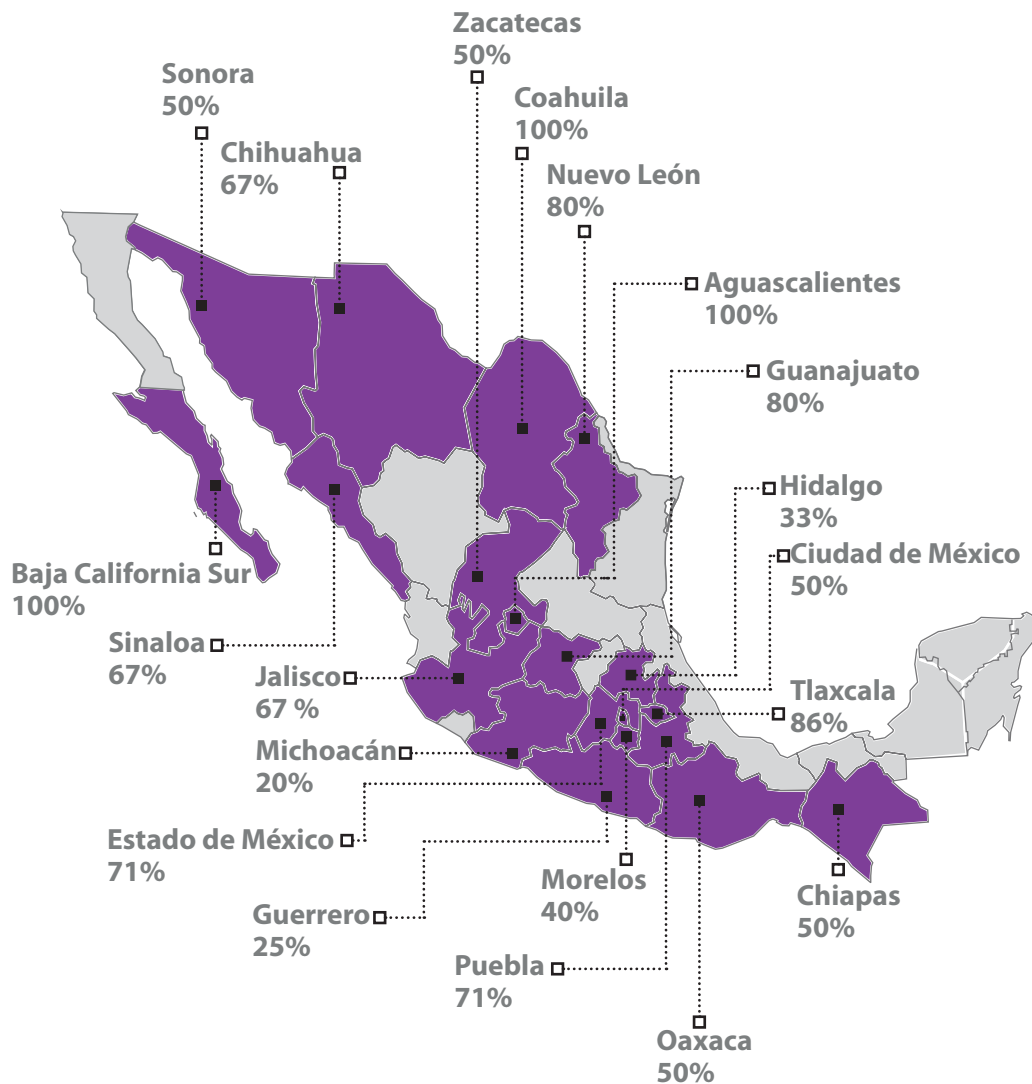 Zacatecas
50%
Sonora
50%
Coahuila
100%
Chihuahua
67%
Nuevo León
80%
Aguascalientes
100%
Guanajuato
80%
Hidalgo
33%
Ciudad de México
50%
Baja California Sur
100%
Sinaloa
67%
Jalisco
67 %
Tlaxcala
86%
Michoacán
20%
Estado de México
71%
Morelos
40%
Chiapas
50%
Guerrero
25%
Puebla
71%
Oaxaca
50%